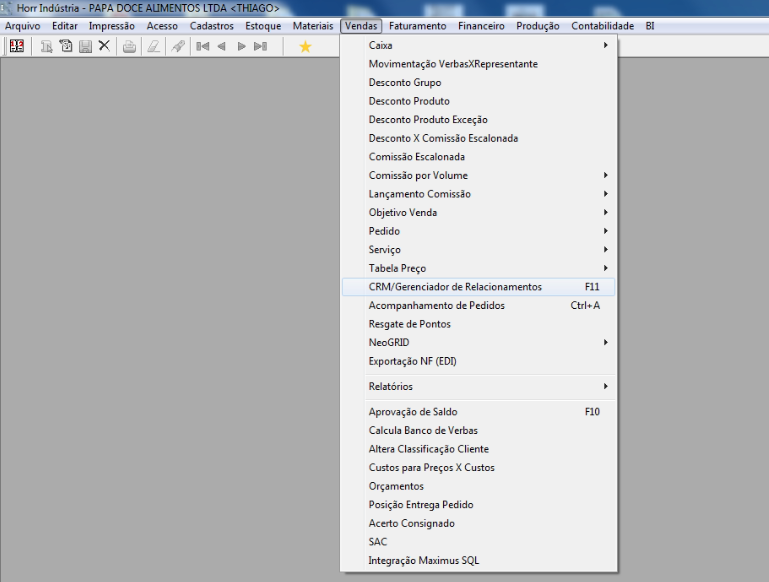 Horr Indústria - PAPA DOCE ALIMENTOS LTDA <THIAGO>
Arquivo Editar Impressão Acesso Cadastros Estoque Materiais Vendas Faturamento Financeiro Produção Contabilidade BI
Caixa
Movimentação VerbasXRepresentante
Desconto Grupo
Desconto Produto
Desconto Produto Exceção
Desconto X Comissão Escalonada
Comissão Escalonada
Comissão por Volume
Lançamento Comissão
Objetivo Venda
Pedido
Serviço
Tabela Preço
CRM/Gerenciador de Relacionamentos F11
Acompanhamento de Pedidos Ctrl+A
Resgate de Pontos
NeoGRID
Exportação NF (EDI)
Relatórios
Aprovação de Saldo F10
Calcula Banco de Verbas
Altera Classificação Cliente
Custos para Preços X Custos
Orçamentos
Posição Entrega Pedido
Acerto Consignado
SAC
Integração Maximus SQL